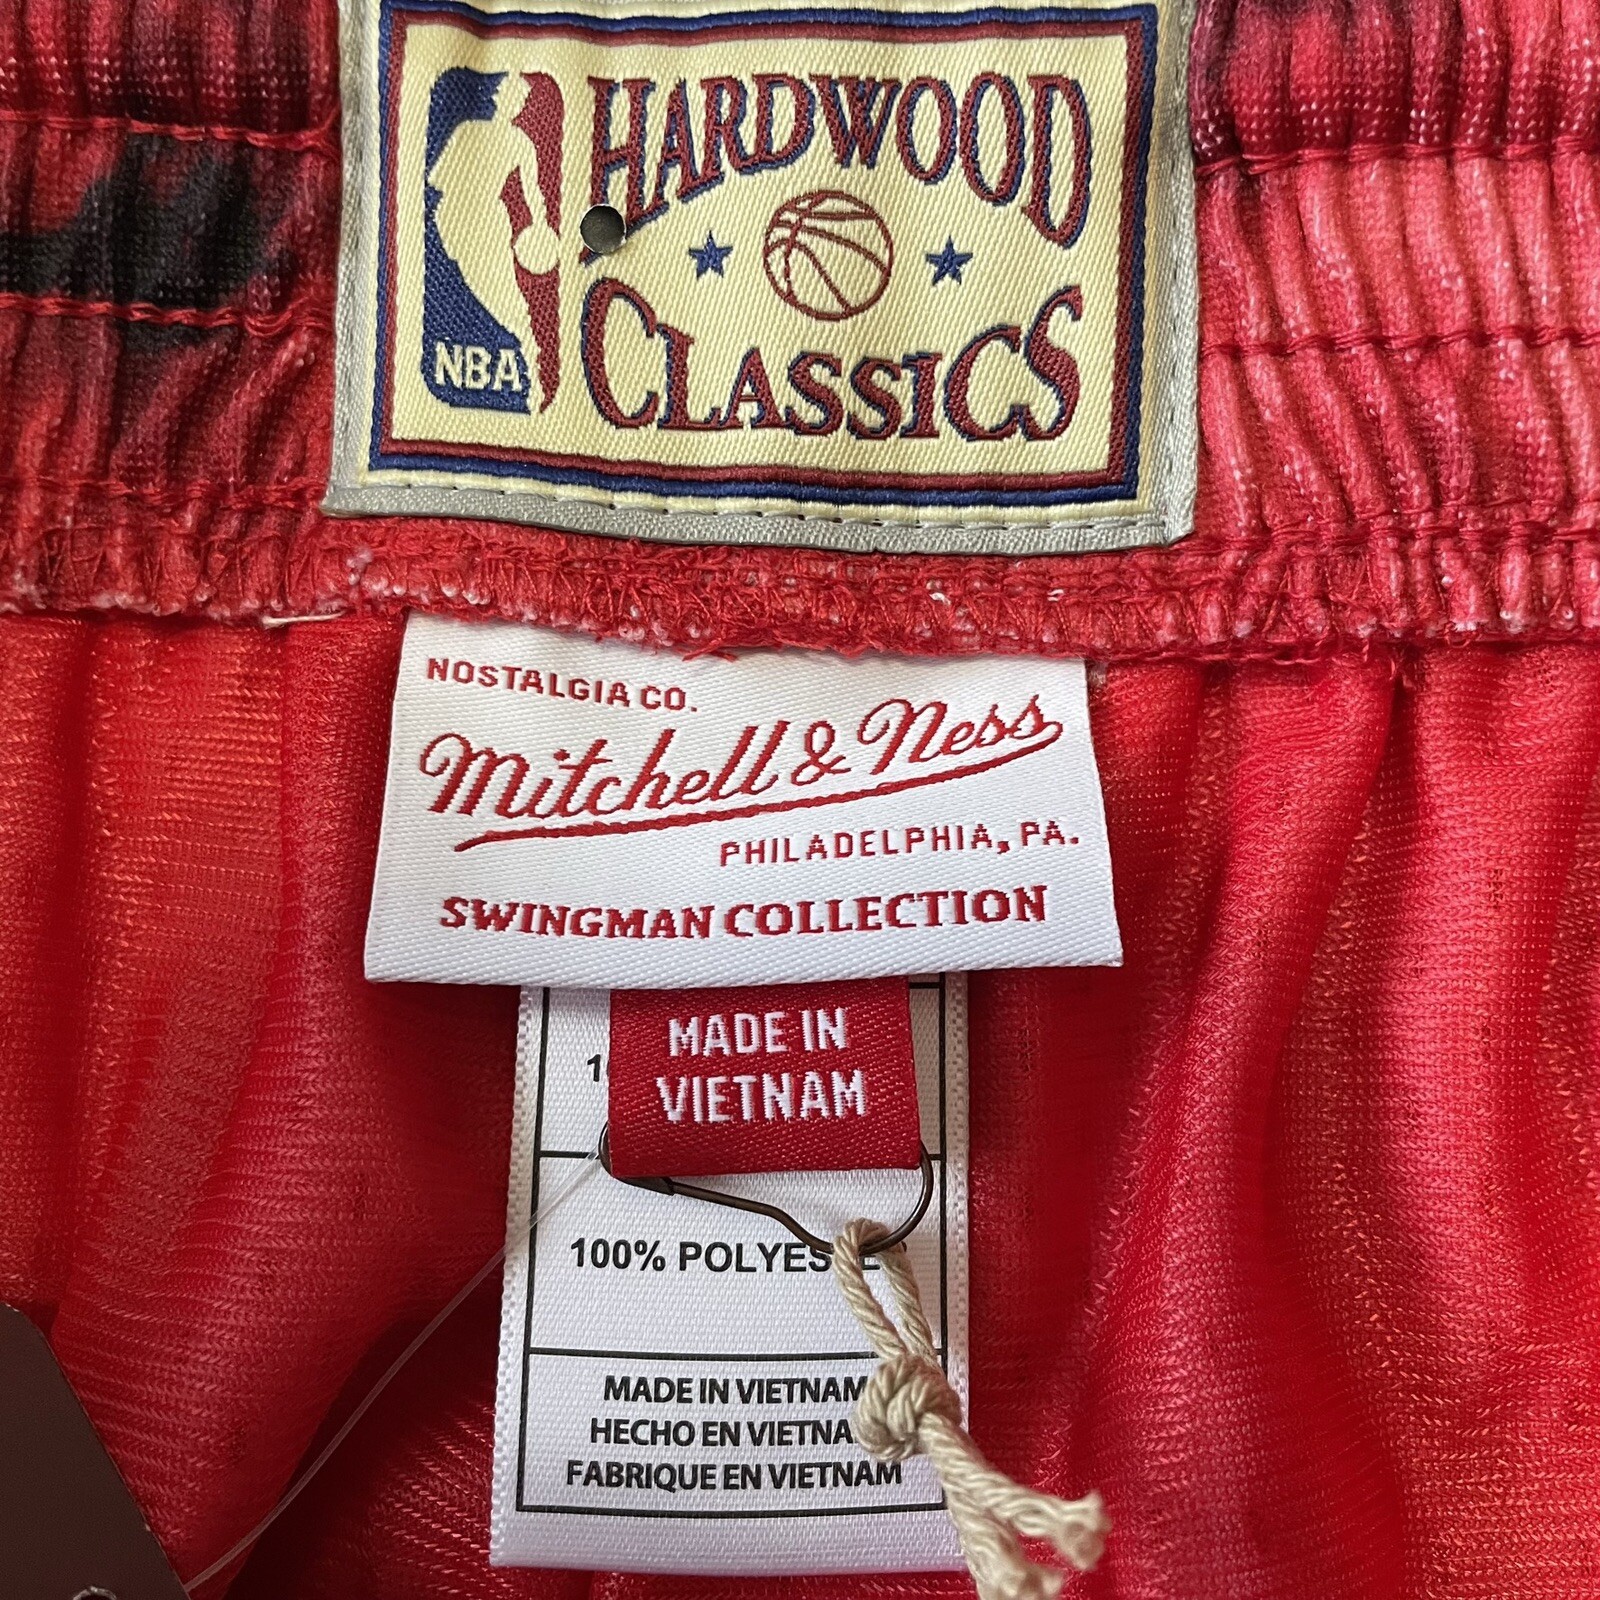 HARDWOOD
CLASSICS
NBA
NOSTALGIA CO.
Mitchell & Ness
PHILADELPHIA, PA.
SWINGMAN COLLECTION
MADE IN
VIETNAM
100%
MADE IN VIETNAM
HECHO EN VIETNA
FABRIQUE EN VIETNAM